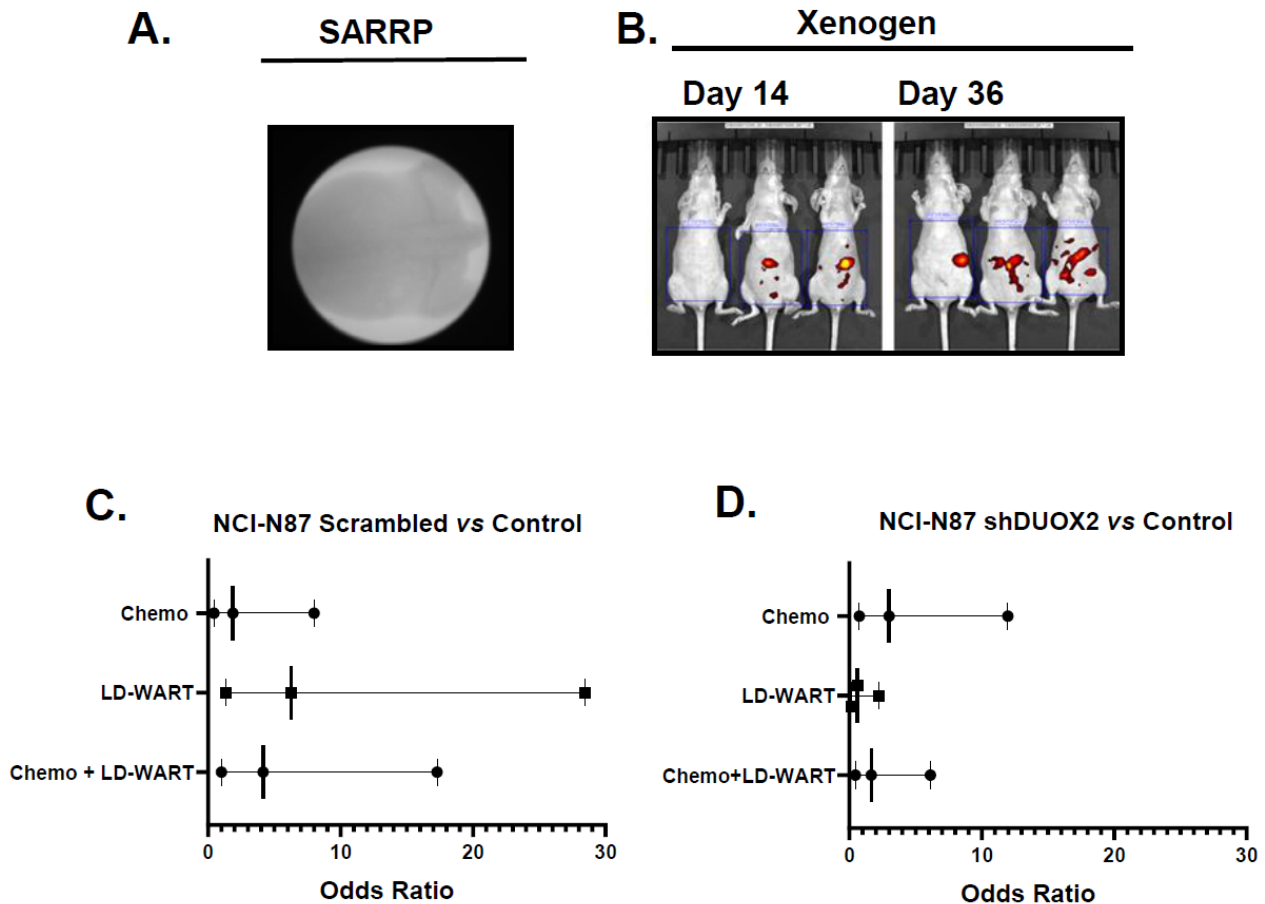 A.
SARRP
B.
Xenogen
Day 14
Day 36
C.
NCI-N87 Scrambled vs Control
Chemo
LD-WART
Chemo + LD-WART
0 10 20 30
Odds Ratio
D.
NCI-N87 shDUOX2 vs Control
Chemo
LD-WART
Chemo+LD-WART
0 10 20 30
Odds Ratio